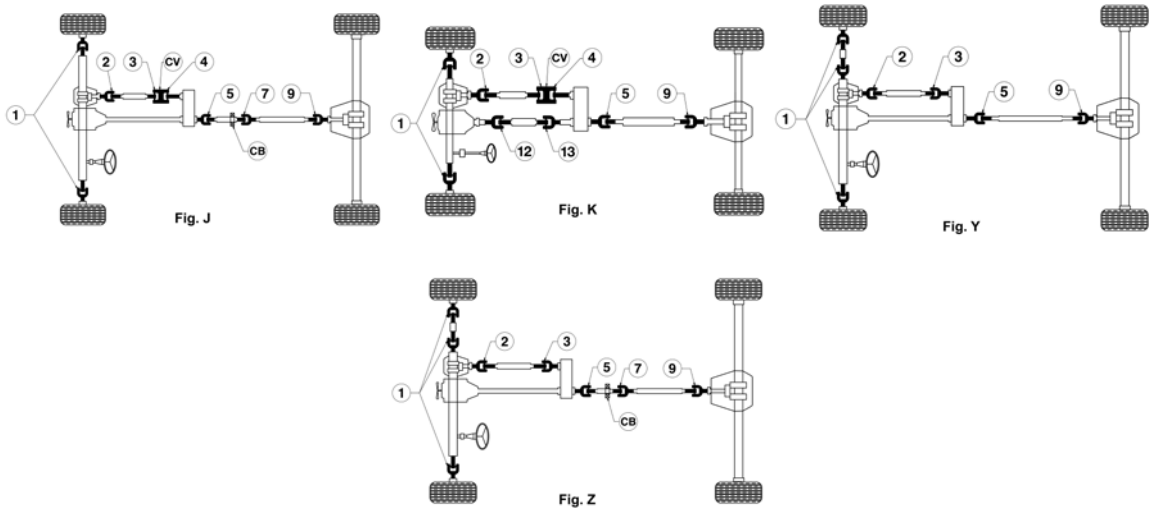 1 2 3 CV 4 5 7 9 CB
Fig. J
1 2 3 CV 4 5 9 12 13
Fig. K
1 2 3 5 9
Fig. Y
1 2 3 5 7 9 CB
Fig. Z